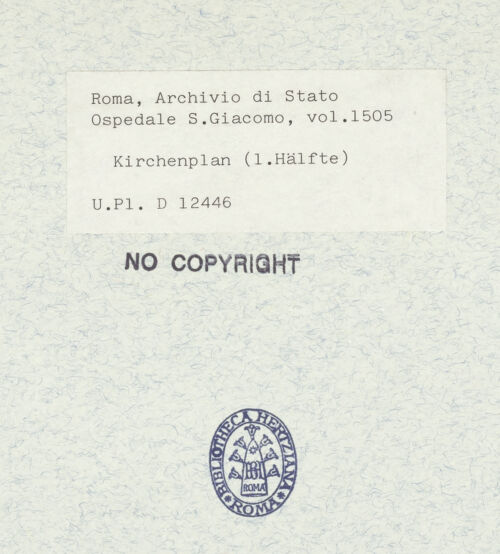 Roma, Archivio di Stato
Ospedale S.Giacomo, vol.1505
Kirchenplan (1.Hälfte)
U.Pl. D 12446
NO COPYRIGHT
BIBLIOTHECA HERTZIANA
BH
ROMA
ROMA